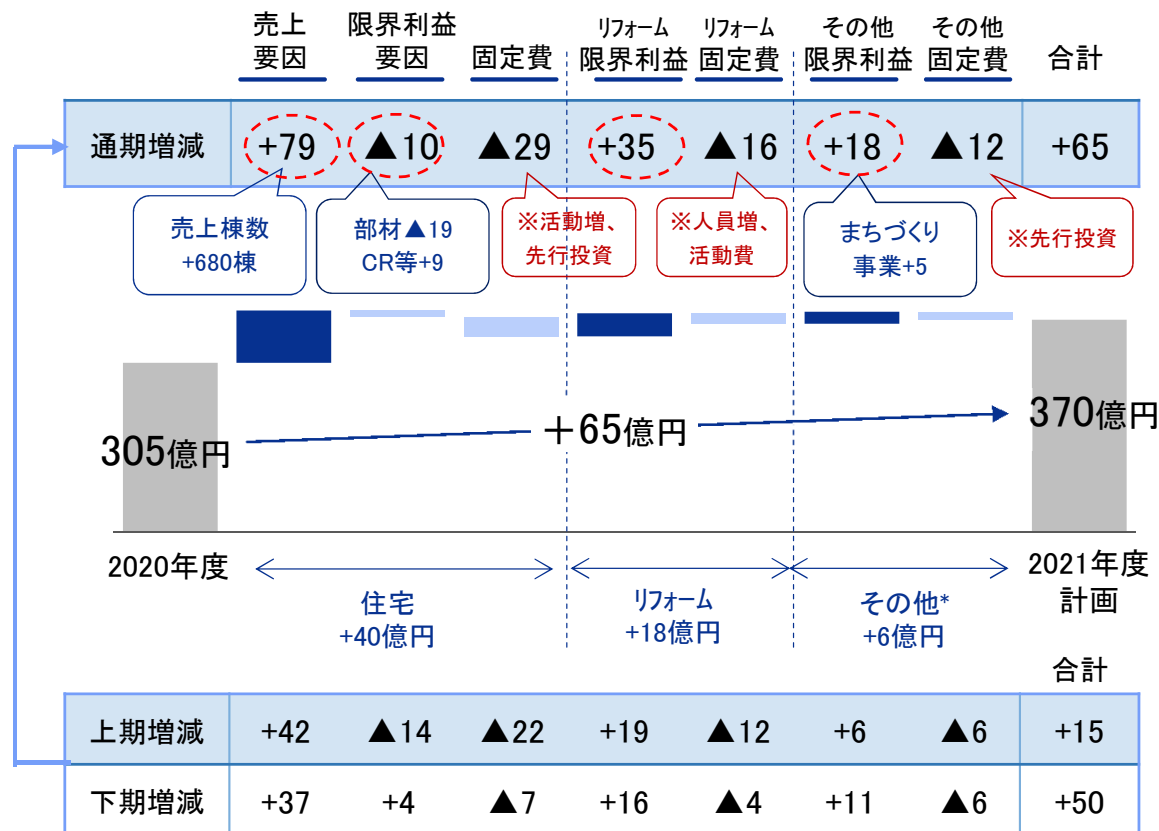 売上
要因
限界利益
要因
固定費
リフォーム
限界利益
リフォーム
固定費
その他
限界利益
その他
固定費
合計
通期増減 +79 ▲10 ▲29 +35 ▲16 +18 ▲12 +65
売上棟数
+680棟
部材▲19
CR等+9
※活動増、
先行投資
※人員増、
活動費
まちづくり
事業+5
※先行投資
305億円
+65億円
370億円
2020年度
住宅
+40億円
リフォーム
+18億円
その他*
+6億円
2021年度
計画
合計
上期増減 +42 ▲14 ▲22 +19 ▲12 +6 ▲6 +15
下期増減 +37 +4 ▲7 +16 ▲4 +11 ▲6 +50